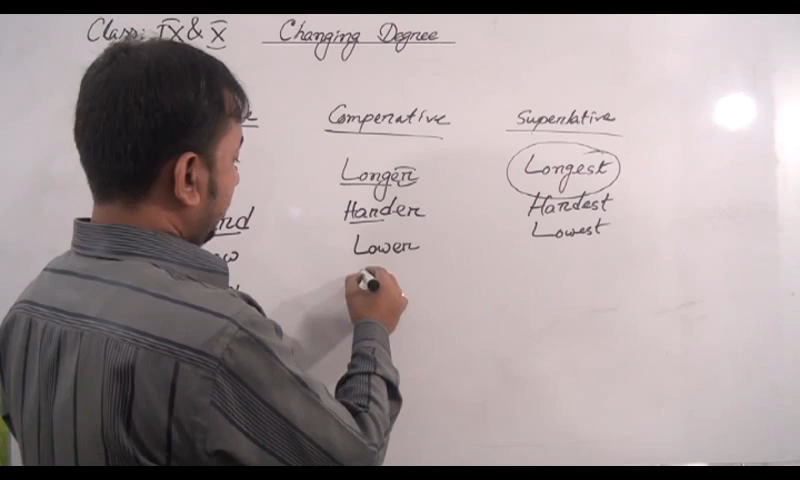 Class: IX & X Changing Degree
Comperative Superlative
Longer Longest
Harder Hardest
Lower Lowest